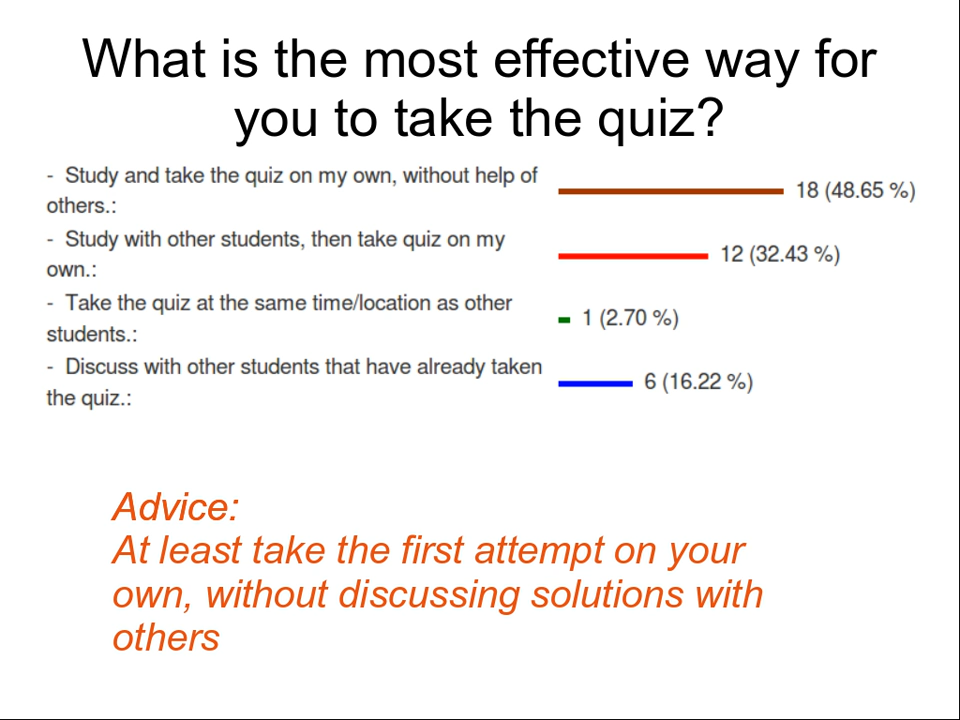 What is the most effective way for
you to take the quiz?
- Study and take the quiz on my own, without help of
others.:
18 (48.65 %)
- Study with other students, then take quiz on my
own.:
12 (32.43 %)
- Take the quiz at the same time/location as other
students.:
1 (2.70 %)
- Discuss with other students that have already taken
the quiz.:
6 (16.22 %)
Advice:
At least take the first attempt on your
own, without discussing solutions with
others